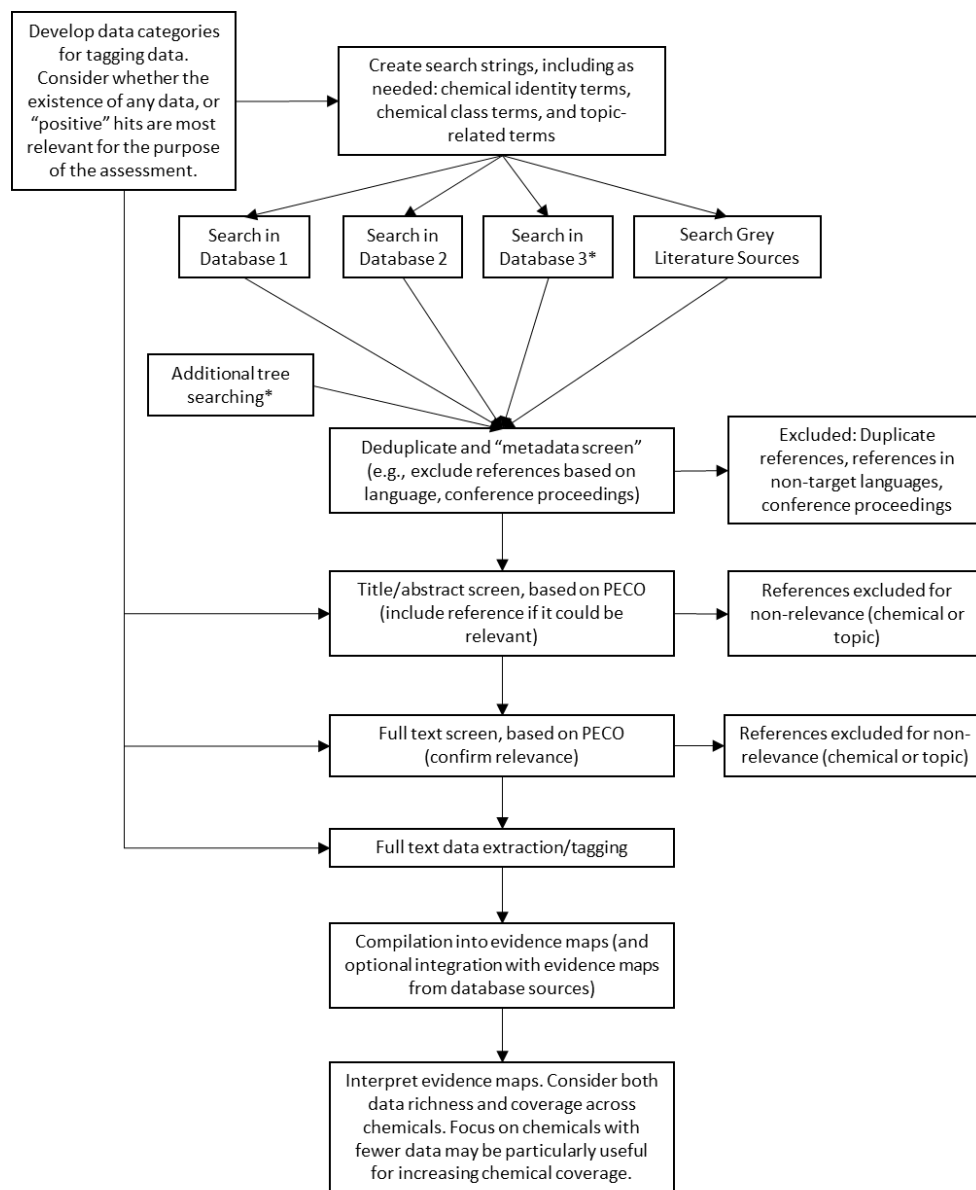 Develop data categories
for tagging data.
Consider whether the
existence of any data, or
“positive” hits are most
relevant for the purpose
of the assessment.
Create search strings, including as
needed: chemical identity terms,
chemical class terms, and topic-
related terms
Search in
Database 1
Search in
Database 2
Search in
Database 3*
Search Grey
Literature Sources
Additional tree
searching*
Deduplicate and “metadata screen”
(e.g., exclude references based on
language, conference proceedings)
Excluded: Duplicate
references, references in
non-target languages,
conference proceedings
Title/abstract screen, based on PECO
(include reference if it could be
relevant)
References excluded for
non-relevance (chemical or
topic)
Full text screen, based on PECO
(confirm relevance)
References excluded for non-
relevance (chemical or topic)
Full text data extraction/tagging
Compilation into evidence maps (and
optional integration with evidence maps
from database sources)
Interpret evidence maps. Consider both
data richness and coverage across
chemicals. Focus on chemicals with
fewer data may be particularly useful
for increasing chemical coverage.